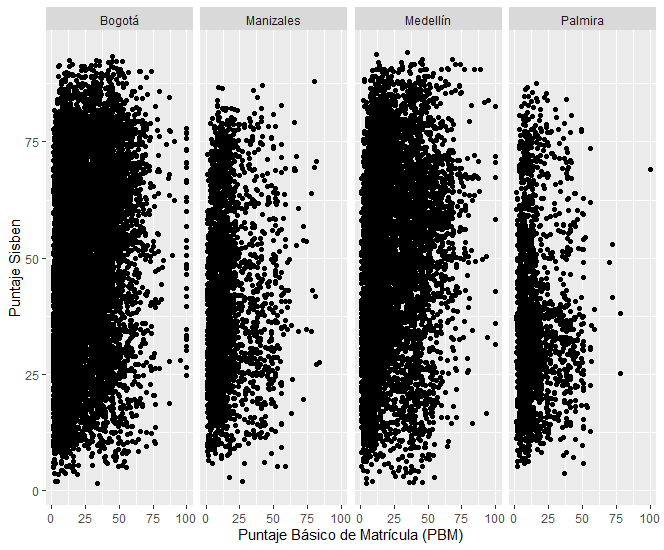 Bogotá Manizales Medellín Palmira
Puntaje Sisben
75
50
25
0
0 25 50 75 100 0 25 50 75 100 0 25 50 75 100 0 25 50 75 100
Puntaje Básico de Matrícula (PBM)